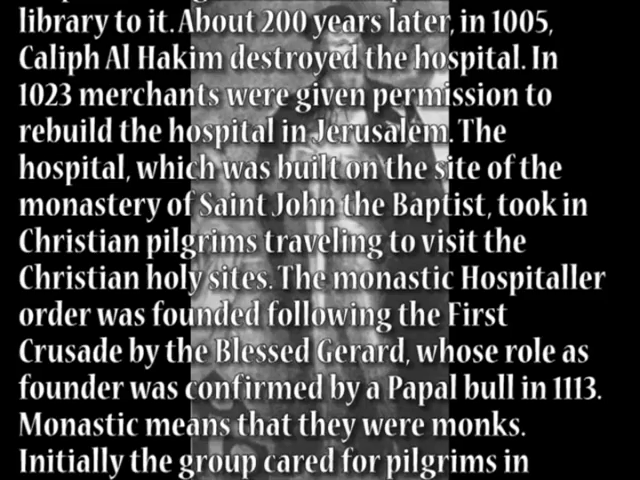 library to it. About 200 years later, in 1005,
Caliph Al Hakim destroyed the hospital. In
1023 merchants were given permission to
rebuild the hospital in Jerusalem. The
hospital, which was built on the site of the
monastery of Saint John the Baptist, took in
Christian pilgrims traveling to visit the
Christian holy sites. The monastic Hospitaller
order was founded following the First
Crusade by the Blessed Gerard, whose role as
founder was confirmed by a Papal bull in 1113.
Monastic means that they were monks.
Initially the group cared for pilgrims in